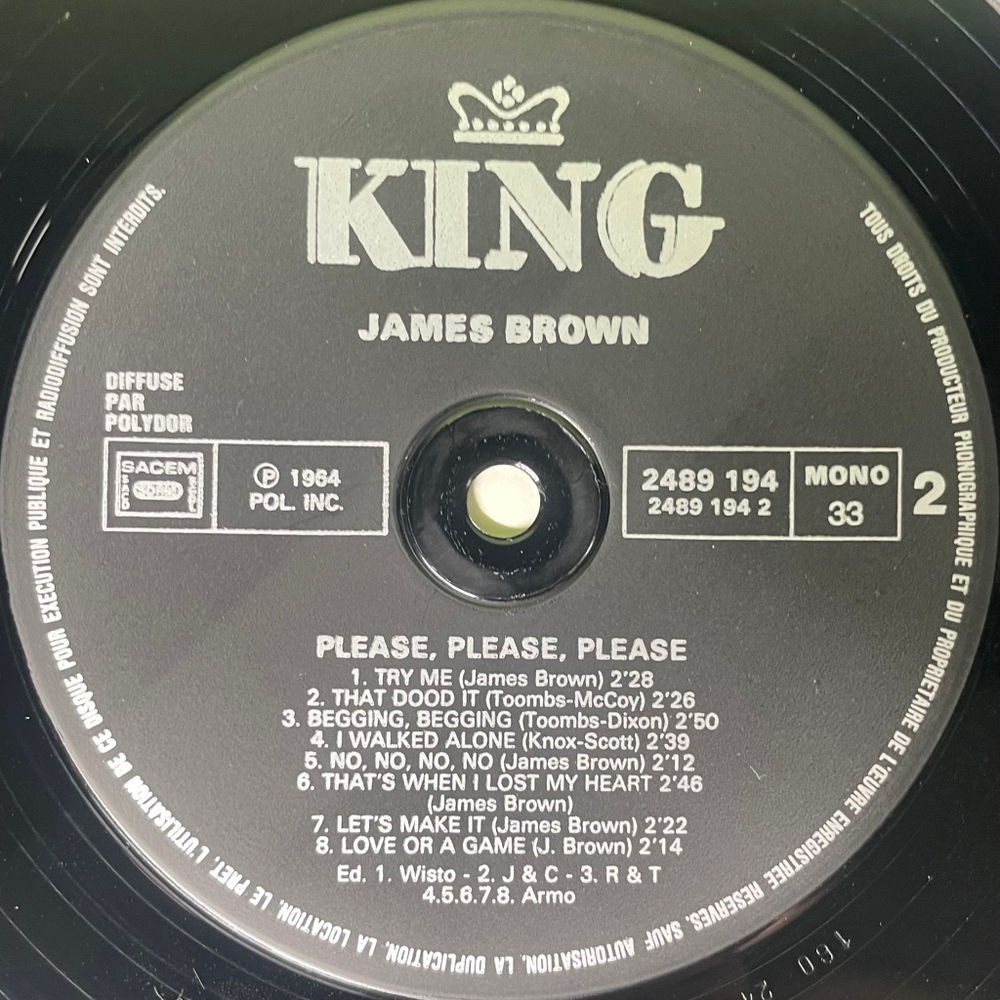 KING
JAMES BROWN
DIFFUSE
PAR
POLYDOR
SACEM
℗ 1964
POL. INC.
2489 194
2489 194 2
MONO
33
2
PLEASE, PLEASE, PLEASE
1. TRY ME (James Brown) 2'28
2. THAT DOOD IT (Toombs-McCoy) 2'26
3. BEGGING, BEGGING (Toombs-Dixon) 2'50
4. I WALKED ALONE (Knox-Scott) 2'39
5. NO, NO, NO, NO (James Brown) 2'12
6. THAT'S WHEN I LOST MY HEART 2'46
(James Brown)
7. LET'S MAKE IT (James Brown) 2'22
8. LOVE OR A GAME (J. Brown) 2'14
Ed. 1. Wisto - 2. J & C - 3. R & T
4.5.6.7.8. Armo
TOUS DROITS DU PRODUCTEUR PHONOGRAPHIQUE ET DU PROPRIETAIRE DE L'ŒUVRE ENREGISTREE RESERVES. SAUF AUTORISATION, LA DUPLICATION, LA LOCATION, LE PRET, L'UTILISATION DE CE DISQUE POUR EXECUTION PUBLIQUE ET RADIODIFFUSION SONT INTERDITS.